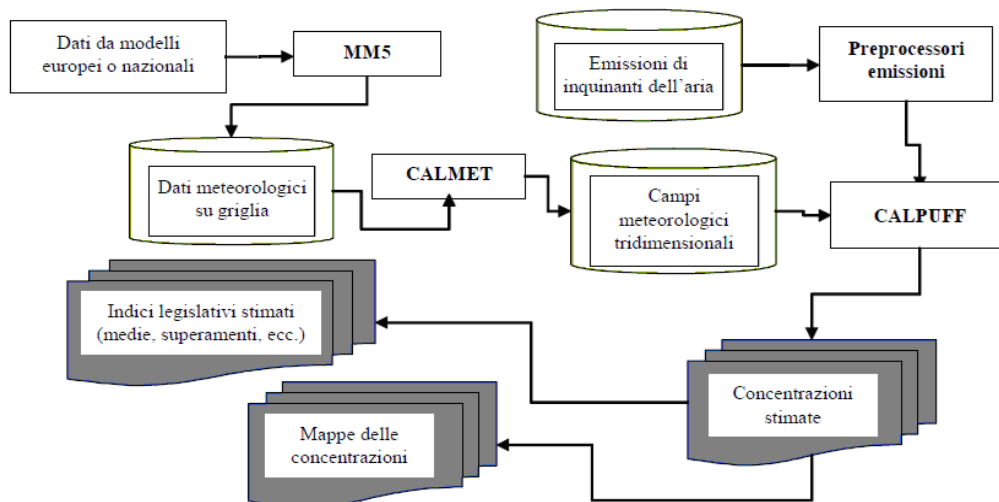 Dati da modelli
europei o nazionali
MM5
Emissioni di
inquinanti dell’aria
Preprocessori
emissioni
Dati meteorologici
su griglia
CALMET
Campi
meteorologici
tridimensionali
CALPUFF
Indici legislativi stimati
(medie, superamenti, ecc.)
Concentrazioni
stimate
Mappe delle
concentrazioni